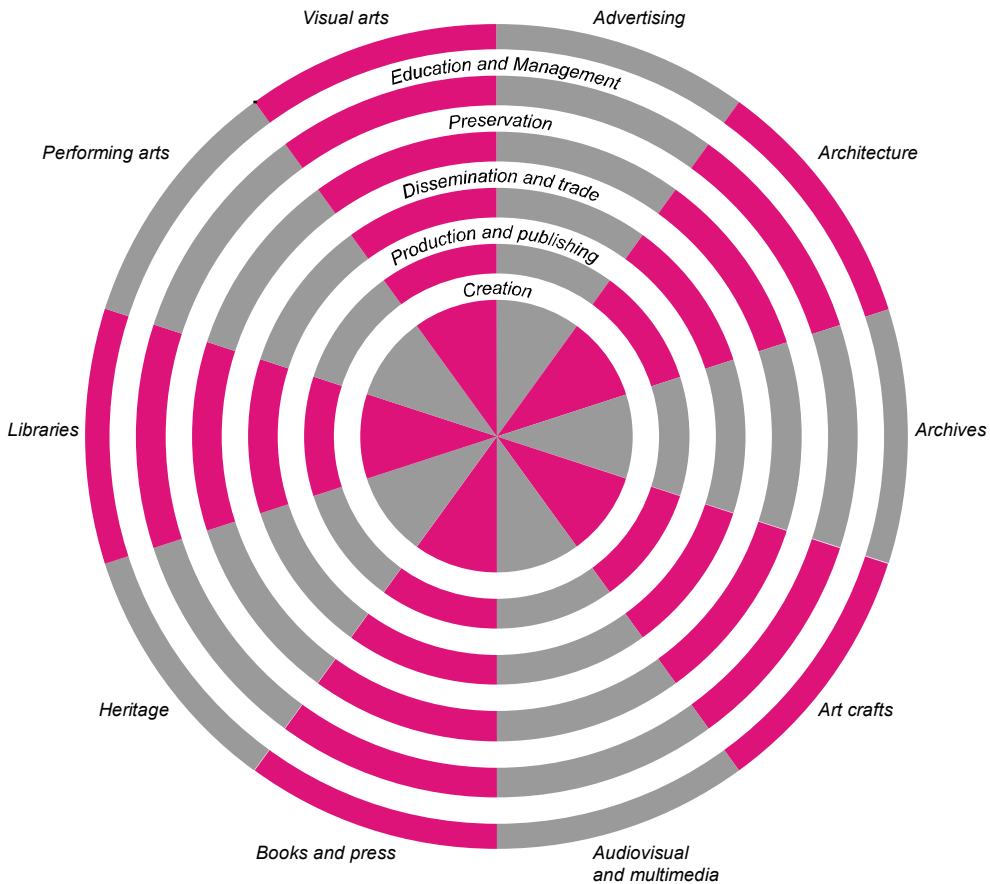 Visual arts
Advertising
Education and Management
Preservation
Performing arts
Architecture
Dissemination and trade
Production and publishing
Creation
Libraries
Archives
Heritage
Art crafts
Books and press
Audiovisual
and multimedia